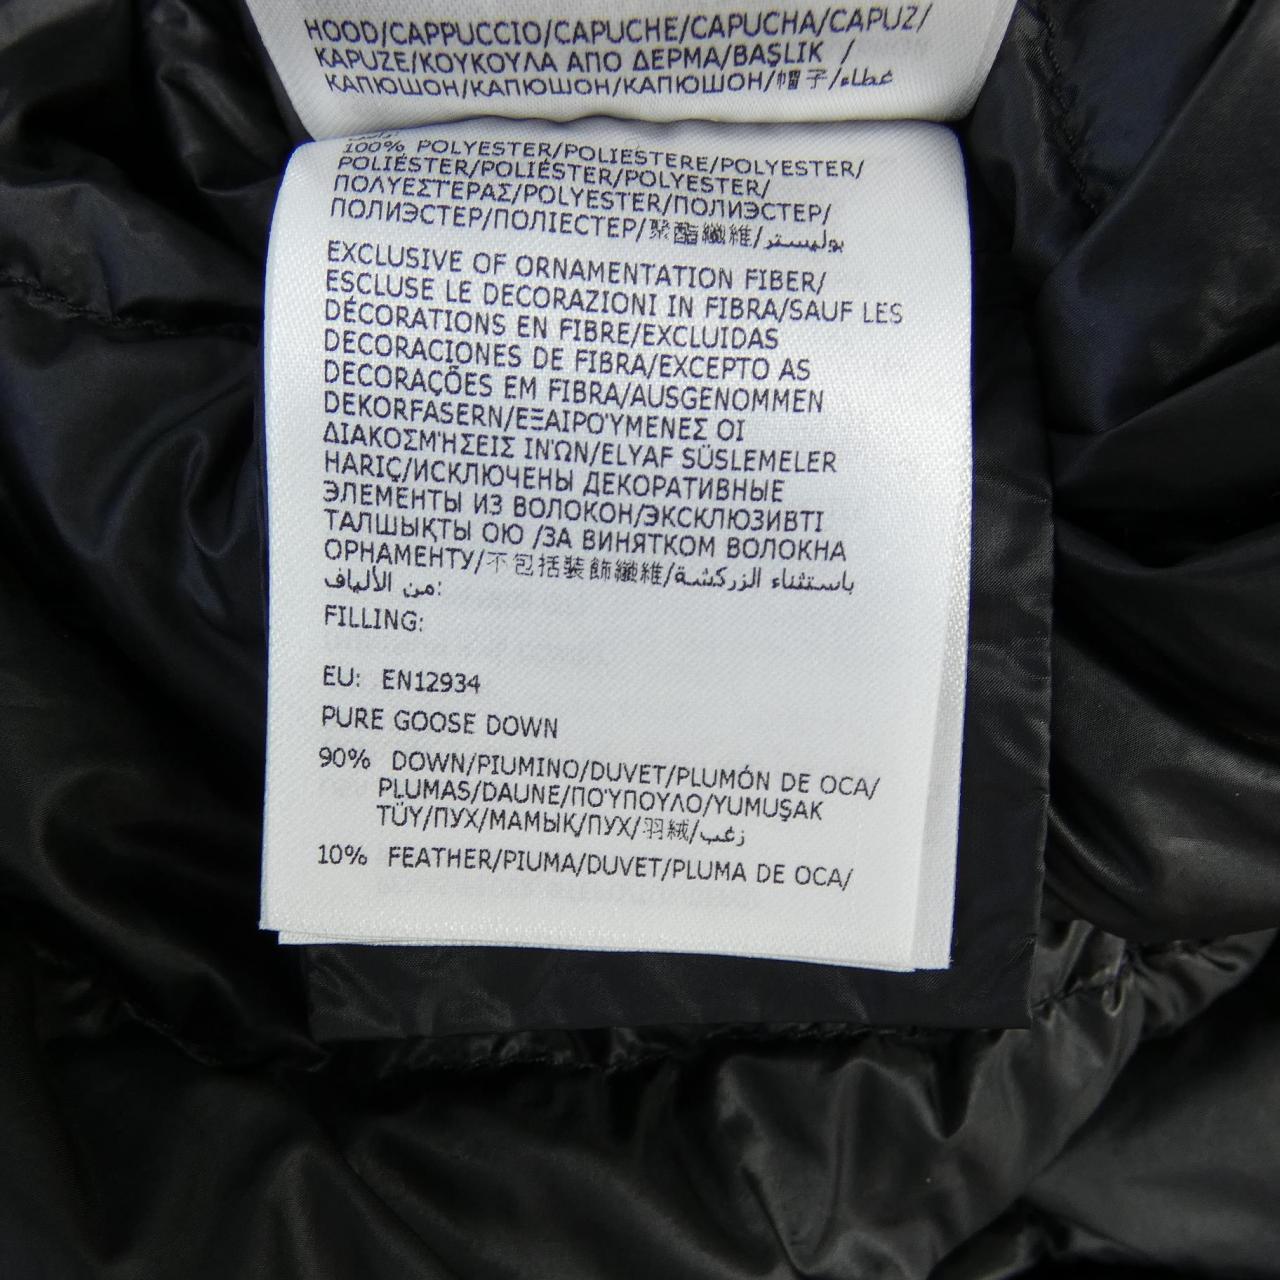 HOOD/CAPPUCCIO/CAPUCHE/CAPUCHA/CAPUZ/
KAPUZE/ΚΟΥΚΟΥΛΑ ΑΠΟ ΔΕΡΜΑ/BAŞLIK /
КАПЮШОН/КАПЮШОН/КАПЮШОН/帽子/غطاء
100% POLYESTER/POLIESTERE/POLYESTER/
POLIÉSTER/POLIÉSTER/POLYESTER/
ΠΟΛΥΕΣΤΕΡΑΣ/POLYESTER/ПОЛИЭСТЕР/
ПОЛИЭСТЕР/ПОЛІЕСТЕР/聚酯纖維/بوليستر
EXCLUSIVE OF ORNAMENTATION FIBER/
ESCLUSE LE DECORAZIONI IN FIBRA/SAUF LES
DÉCORATIONS EN FIBRE/EXCLUIDAS
DECORACIONES DE FIBRA/EXCEPTO AS
DECORAÇÕES EM FIBRA/AUSGENOMMEN
DEKORFASERN/ΕΞΑΙΡΟΎΜΕΝΕΣ ΟΙ
ΔΙΑΚΟΣΜΉΣΕΙΣ ΙΝΏΝ/ELYAF SÜSLEMELER
HARIÇ/ИСКЛЮЧЕНЫ ДЕКОРАТИВНЫЕ
ЭЛЕМЕНТЫ ИЗ ВОЛОКОН/ЭКСКЛЮЗИВТІ
ТАЛШЫҚТЫ ОЮ /ЗА ВИНЯТКОМ ВОЛОКНА
ОРНАМЕНТУ/不包括裝飾纖維/باستثناء الزركشة
من الألياف:
FILLING:
EU: EN12934
PURE GOOSE DOWN
90% DOWN/PIUMINO/DUVET/PLUMÓN DE OCA/
PLUMAS/DAUNE/ΠΟΎΠΟΥΛΟ/YUMUŞAK
TÜY/ПУХ/МАМЫҚ/ПУХ/羽絨/زغب
10% FEATHER/PIUMA/DUVET/PLUMA DE OCA/